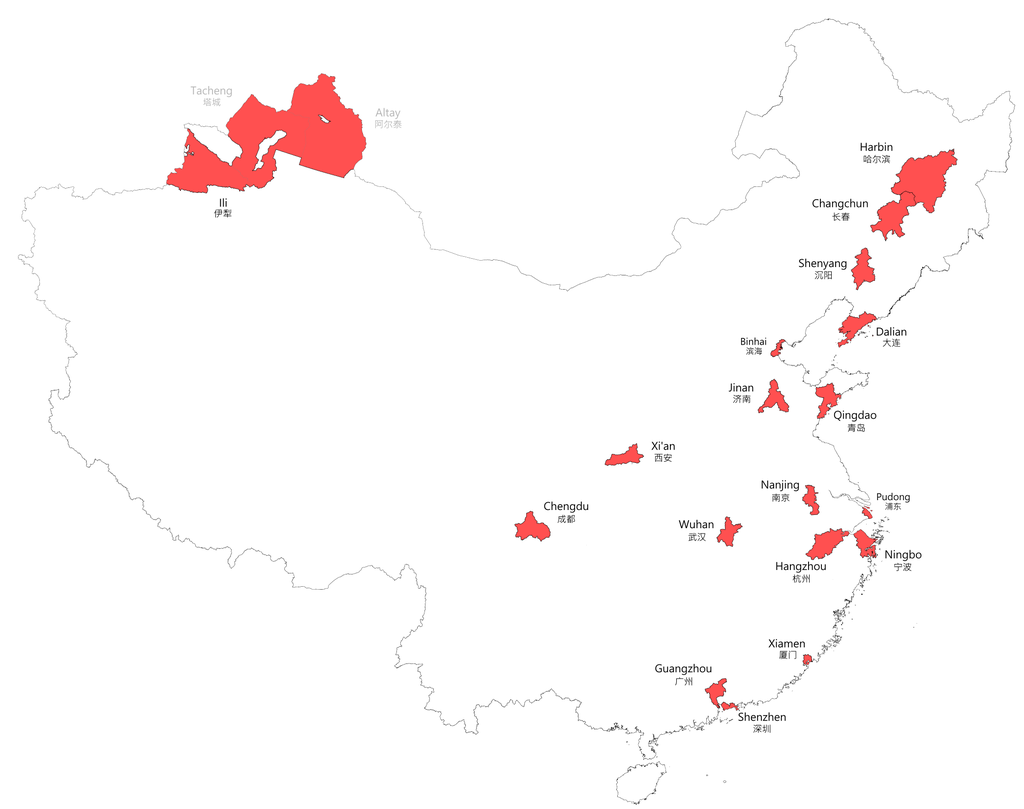 Tacheng
塔城
Altay
阿尔泰
Ili
伊犁
Harbin
哈尔滨
Changchun
长春
Shenyang
沉阳
Dalian
大连
Binhai
滨海
Jinan
济南
Qingdao
青岛
Xi'an
西安
Chengdu
成都
Nanjing
南京
Pudong
浦东
Wuhan
武汉
Hangzhou
杭州
Ningbo
宁波
Xiamen
厦门
Guangzhou
广州
Shenzhen
深圳